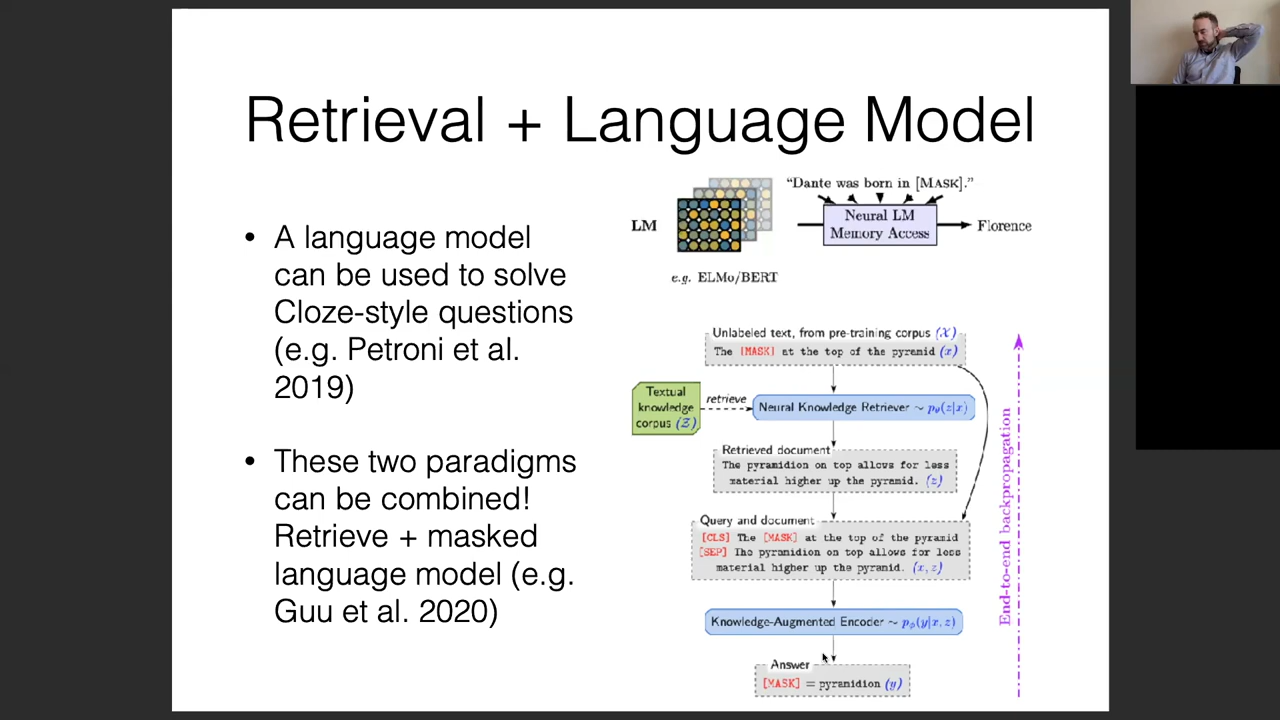 Retrieval + Language Model
• A language model
can be used to solve
Cloze-style questions
(e.g. Petroni et al.
2019)
• These two paradigms
can be combined!
Retrieve + masked
language model (e.g.
Guu et al. 2020)
LM
e.g. ELMo/BERT
“Dante was born in [MASK].”
Neural LM
Memory Access
Florence
Unlabeled text, from pre-training corpus (𝒳)
The [MASK] at the top of the pyramid (x)
Textual
knowledge
corpus (𝒵)
retrieve
Neural Knowledge Retriever ~ pθ(z|x)
Retrieved document
The pyramidion on top allows for less
material higher up the pyramid. (z)
Query and document
[CLS] The [MASK] at the top of the pyramid
[SEP] The pyramidion on top allows for less
material higher up the pyramid. (x, z)
Knowledge-Augmented Encoder ~ pϕ(y|x, z)
Answer
[MASK] = pyramidion (y)
End-to-end backpropagation